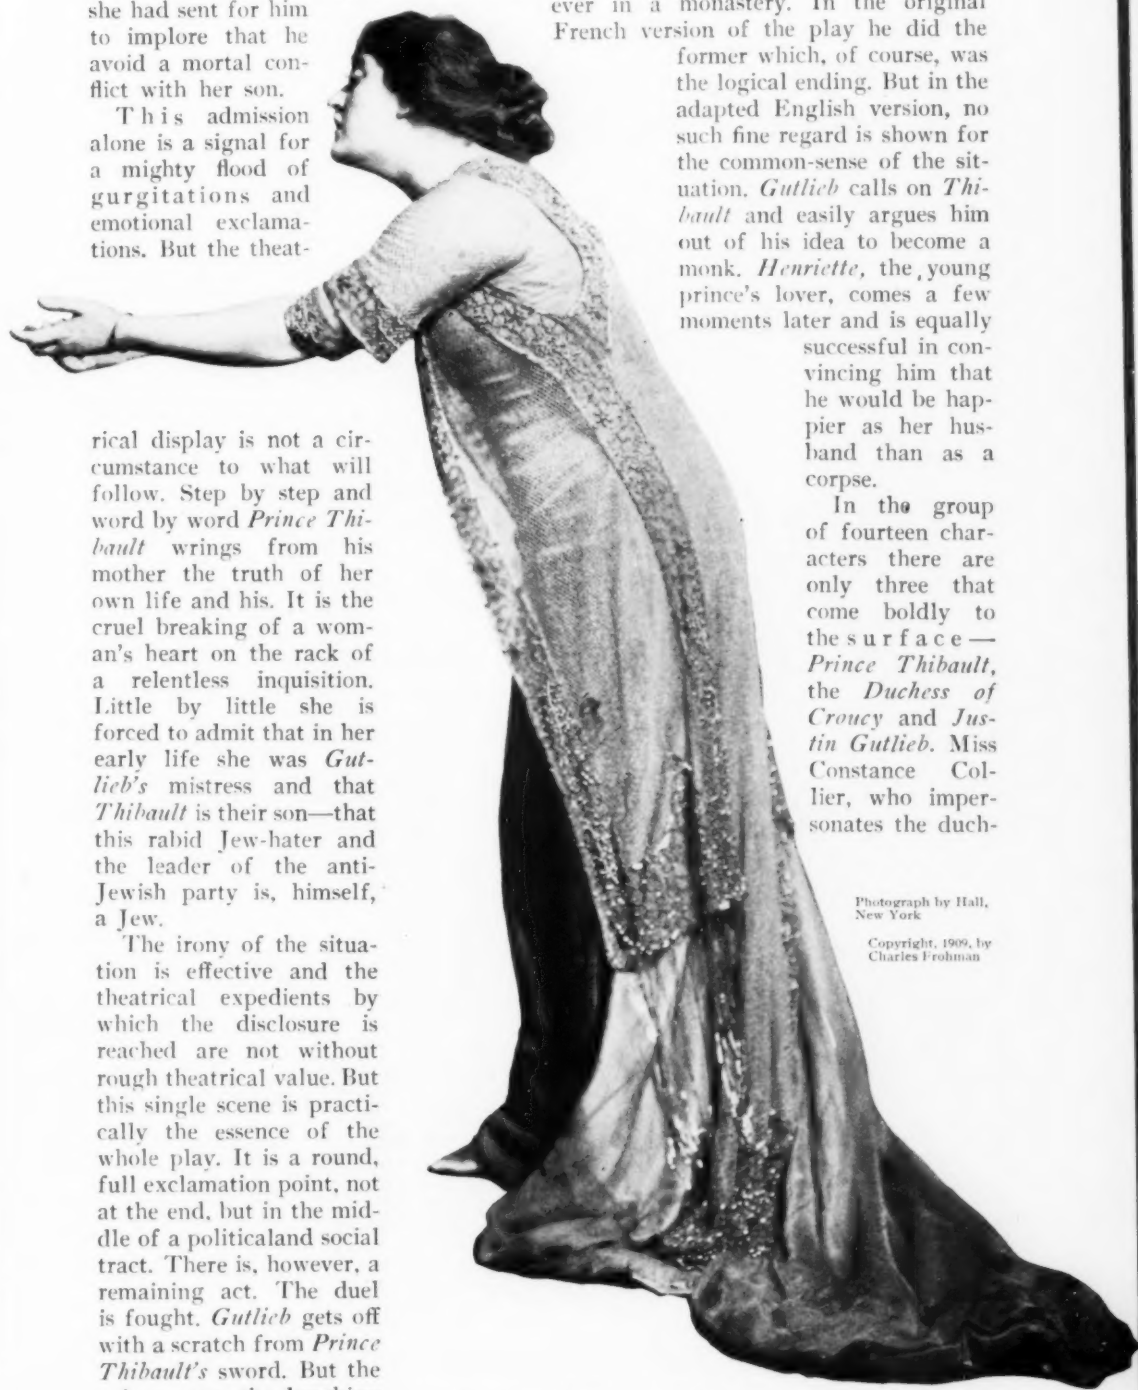 she had sent for him
to implore that he
avoid a mortal con-
flict with her son.
This admission
alone is a signal for
a mighty flood of
gurgitations and
emotional exclama-
tions. But the theat-
rical display is not a cir-
cumstance to what will
follow. Step by step and
word by word Prince Thi-
bault wrings from his
mother the truth of her
own life and his. It is the
cruel breaking of a wom-
an's heart on the rack of
a relentless inquisition.
Little by little she is
forced to admit that in her
early life she was Gut-
lieb's mistress and that
Thibault is their son—that
this rabid Jew-hater and
the leader of the anti-
Jewish party is, himself,
a Jew.
The irony of the situa-
tion is effective and the
theatrical expedients by
which the disclosure is
reached are not without
rough theatrical value. But
this single scene is practi-
cally the essence of the
whole play. It is a round,
full exclamation point, not
at the end, but in the mid-
dle of a politicaland social
tract. There is, however, a
remaining act. The duel
is fought. Gutlieb gets off
with a scratch from Prince
Thibault's sword. But the
ever in a monastery. In the original
French version of the play he did the
former which, of course, was
the logical ending. But in the
adapted English version, no
such fine regard is shown for
the common-sense of the sit-
uation. Gutlieb calls on Thi-
bault and easily argues him
out of his idea to become a
monk. Henriette, the young
prince's lover, comes a few
moments later and is equally
successful in con-
vincing him that
he would be hap-
pier as her hus-
band than as a
corpse.
In the group
of fourteen char-
acters there are
only three that
come boldly to
the surface—
Prince Thibault,
the Duchess of
Croucy and Jus-
tin Gutlieb. Miss
Constance Col-
lier, who imper-
sonates the duch-
Photograph by Hall,
New York
Copyright, 1909, by
Charles Frohman